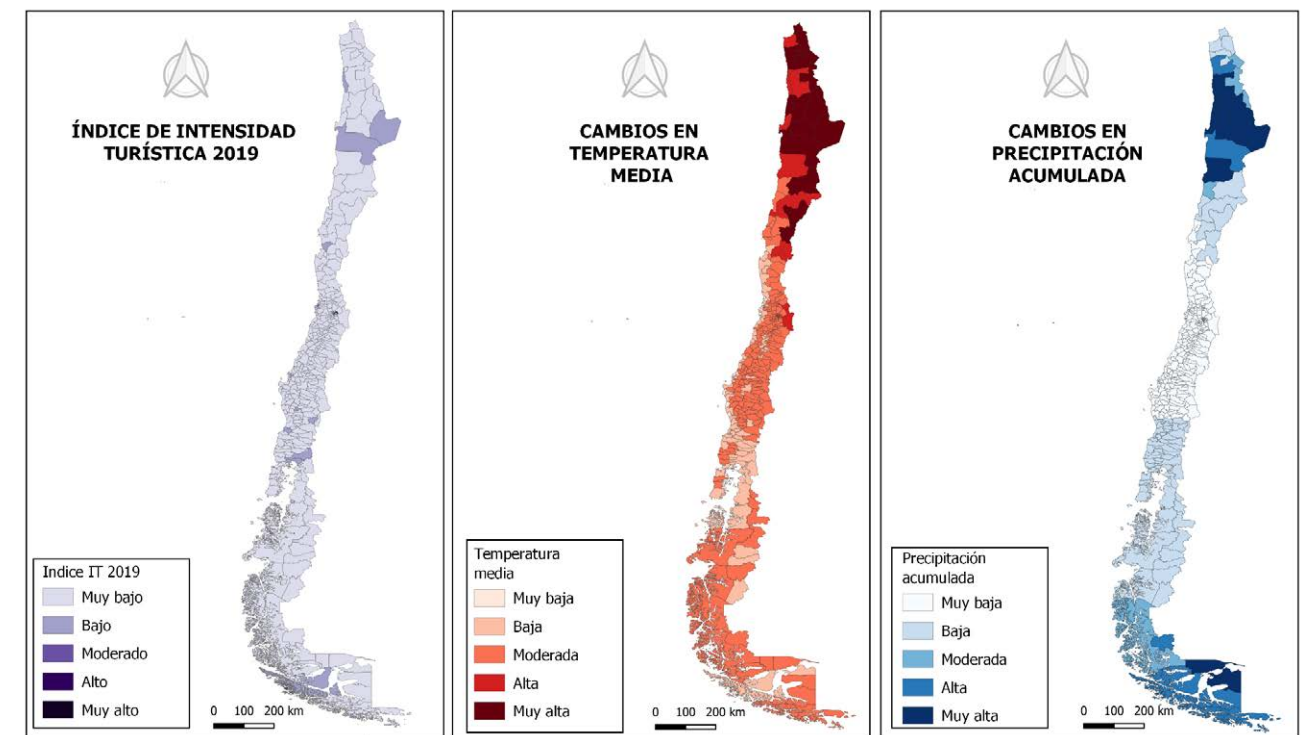 ÍNDICE DE INTENSIDAD
TURÍSTICA 2019
Indice IT 2019
Muy bajo
Bajo
Moderado
Alto
Muy alto
0 100 200 km
CAMBIOS EN
TEMPERATURA
MEDIA
Temperatura
media
Muy baja
Baja
Moderada
Alta
Muy alta
0 100 200 km
CAMBIOS EN
PRECIPITACIÓN
ACUMULADA
Precipitación
acumulada
Muy baja
Baja
Moderada
Alta
Muy alta
0 100 200 km